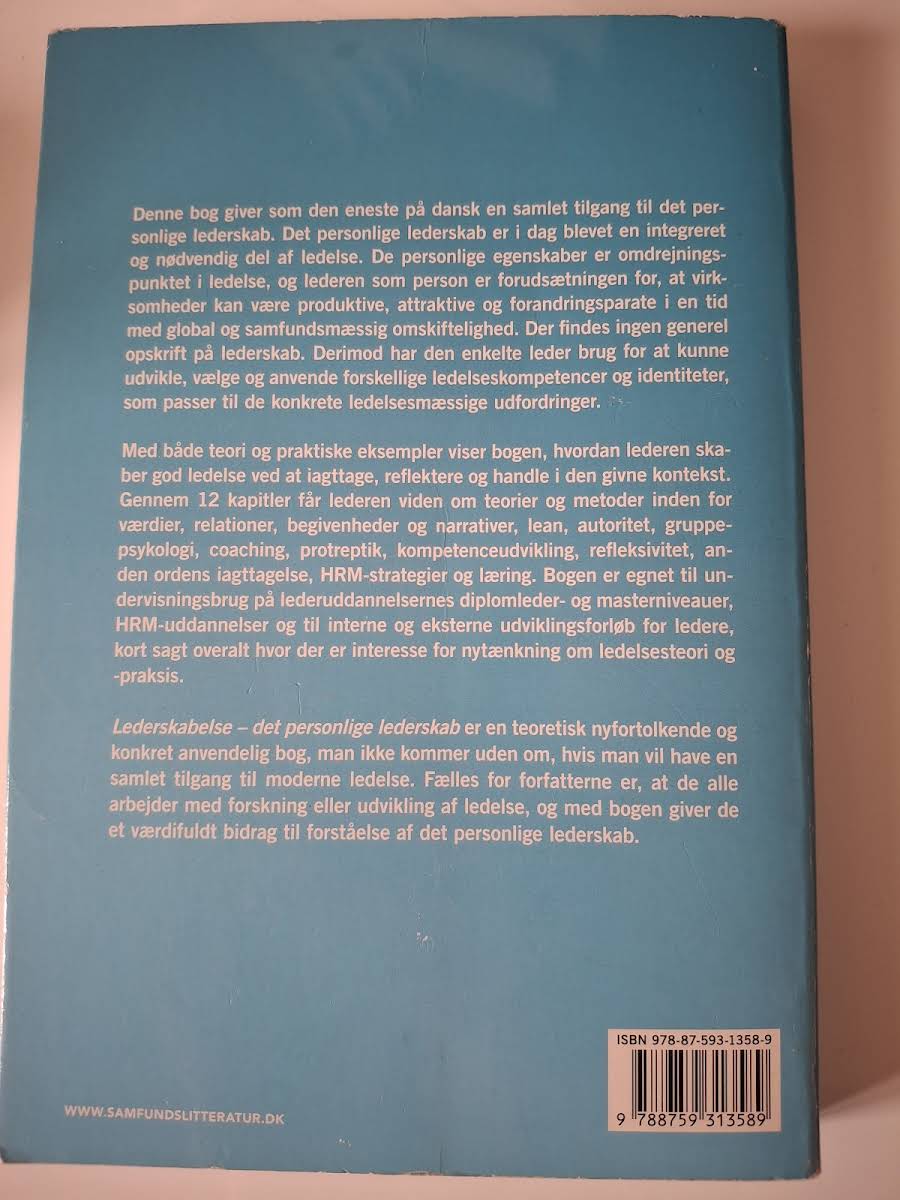 Denne bog giver som den eneste på dansk en samlet tilgang til det per-
sonlige lederskab. Det personlige lederskab er i dag blevet en integreret
og nødvendig del af ledelse. De personlige egenskaber er omdrejnings-
punktet i ledelse, og lederen som person er forudsætningen for, at virk-
somheder kan være produktive, attraktive og forandringsparate i en tid
med global og samfundsmæssig omskiftelighed. Der findes ingen generel
opskrift på lederskab. Derimod har den enkelte leder brug for at kunne
udvikle, vælge og anvende forskellige ledelseskompetencer og identiteter,
som passer til de konkrete ledelsesmæssige udfordringer.
Med både teori og praktiske eksempler viser bogen, hvordan lederen ska-
ber god ledelse ved at iagttage, reflektere og handle i den givne kontekst.
Gennem 12 kapitler får lederen viden om teorier og metoder inden for
værdier, relationer, begivenheder og narrativer, lean, autoritet, gruppe-
psykologi, coaching, protreptik, kompetenceudvikling, refleksivitet, an-
den ordens iagttagelse, HRM-strategier og læring. Bogen er egnet til un-
dervisningsbrug på lederuddannelsernes diplomleder- og masterniveauer,
HRM-uddannelser og til interne og eksterne udviklingsforløb for ledere,
kort sagt overalt hvor der er interesse for nytænkning om ledelsesteori og
-praksis.
Lederskabelse – det personlige lederskab er en teoretisk nyfortolkende og
konkret anvendelig bog, man ikke kommer uden om, hvis man vil have en
samlet tilgang til moderne ledelse. Fælles for forfatterne er, at de alle
arbejder med forskning eller udvikling af ledelse, og med bogen giver de
et værdifuldt bidrag til forståelse af det personlige lederskab.
ISBN 978-87-593-1358-9
9 788759 313589
WWW.SAMFUNDSLITTERATUR.DK